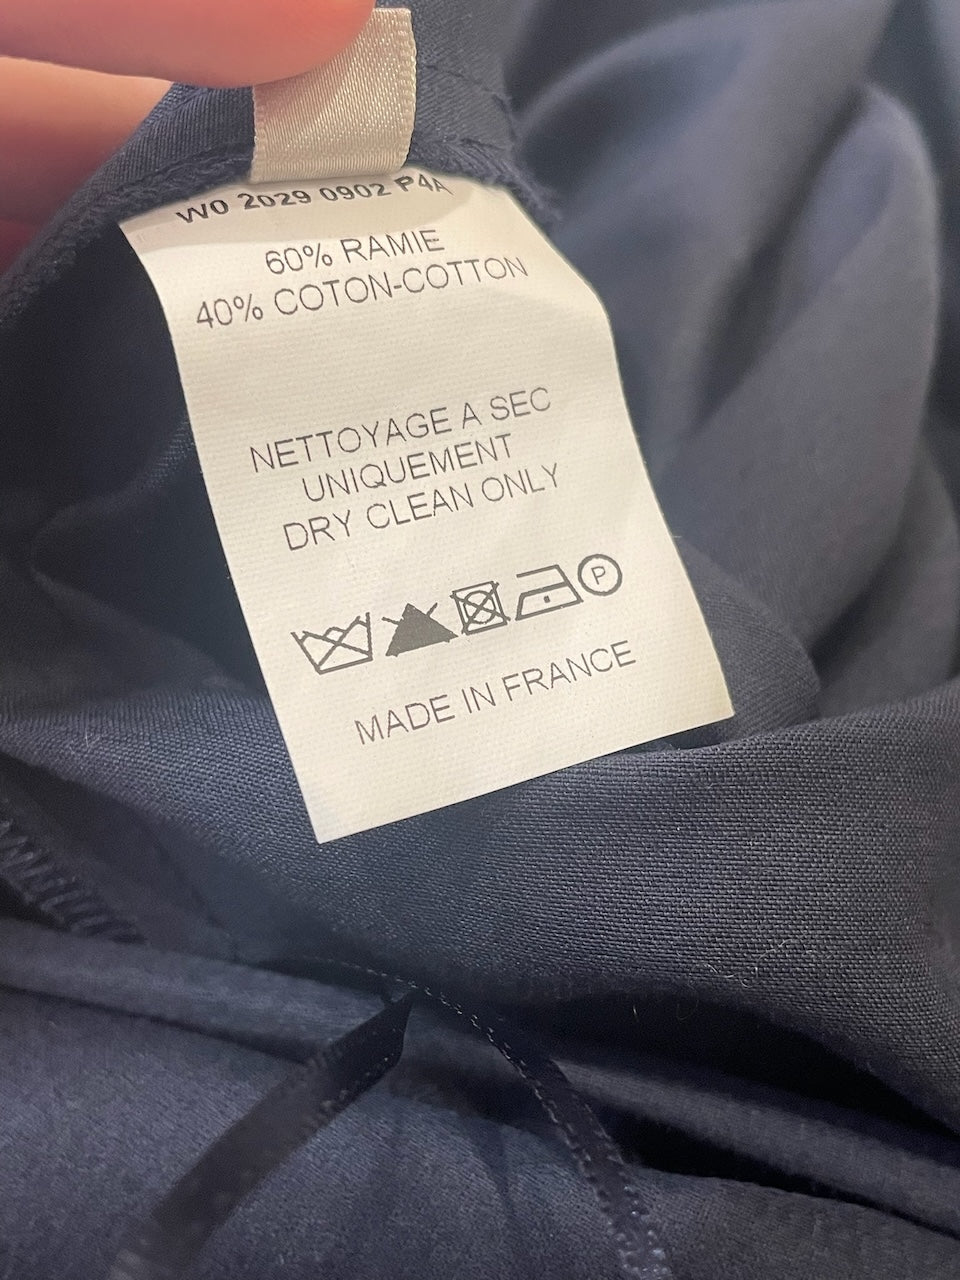 W0 2029 0902 P4A
60% RAMIE
40% COTON-COTTON
NETTOYAGE A SEC
UNIQUEMENT
DRY CLEAN ONLY
P
MADE IN FRANCE